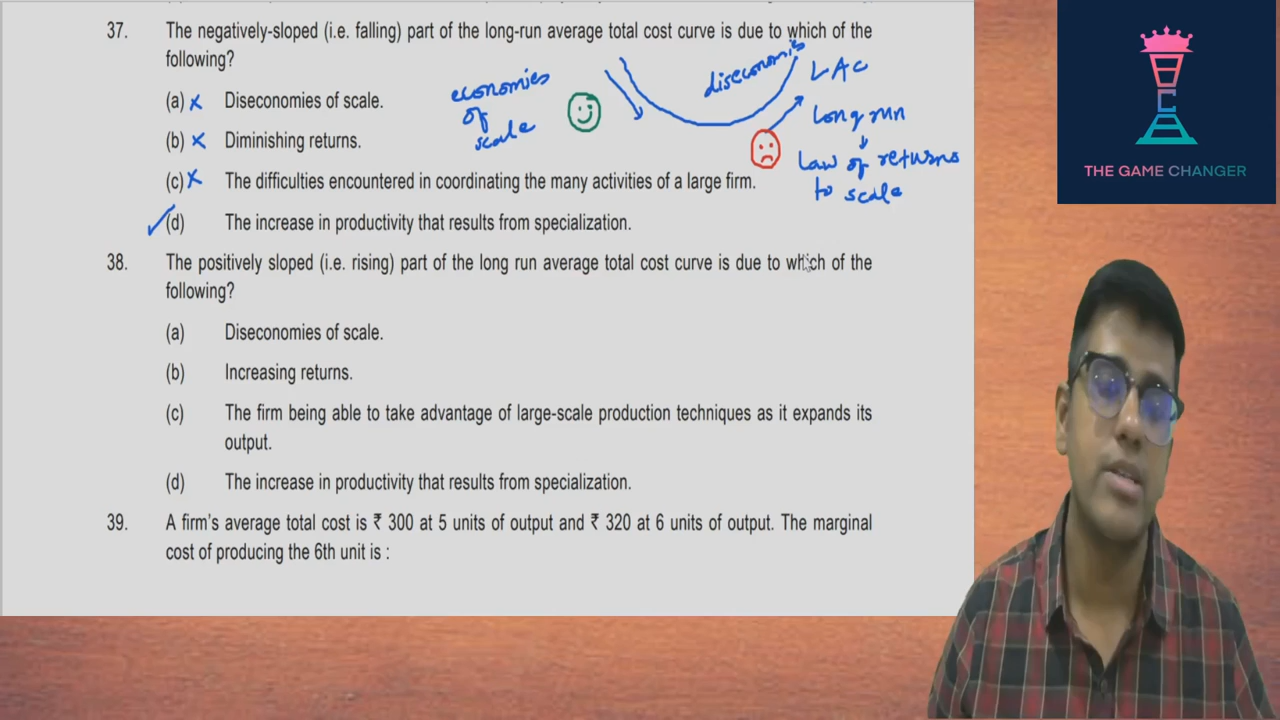 37. The negatively-sloped (i.e. falling) part of the long-run average total cost curve is due to which of the
following?
(a) x Diseconomies of scale.
(b) x Diminishing returns.
(c) x The difficulties encountered in coordinating the many activities of a large firm.
(d) The increase in productivity that results from specialization.
economies
of
scale
diseconomis
LAC
Long run
Law of returns
to scale
38. The positively sloped (i.e. rising) part of the long run average total cost curve is due to which of the
following?
(a) Diseconomies of scale.
(b) Increasing returns.
(c) The firm being able to take advantage of large-scale production techniques as it expands its
output.
(d) The increase in productivity that results from specialization.
39. A firm's average total cost is ₹ 300 at 5 units of output and ₹ 320 at 6 units of output. The marginal
cost of producing the 6th unit is :
THE GAME CHANGER